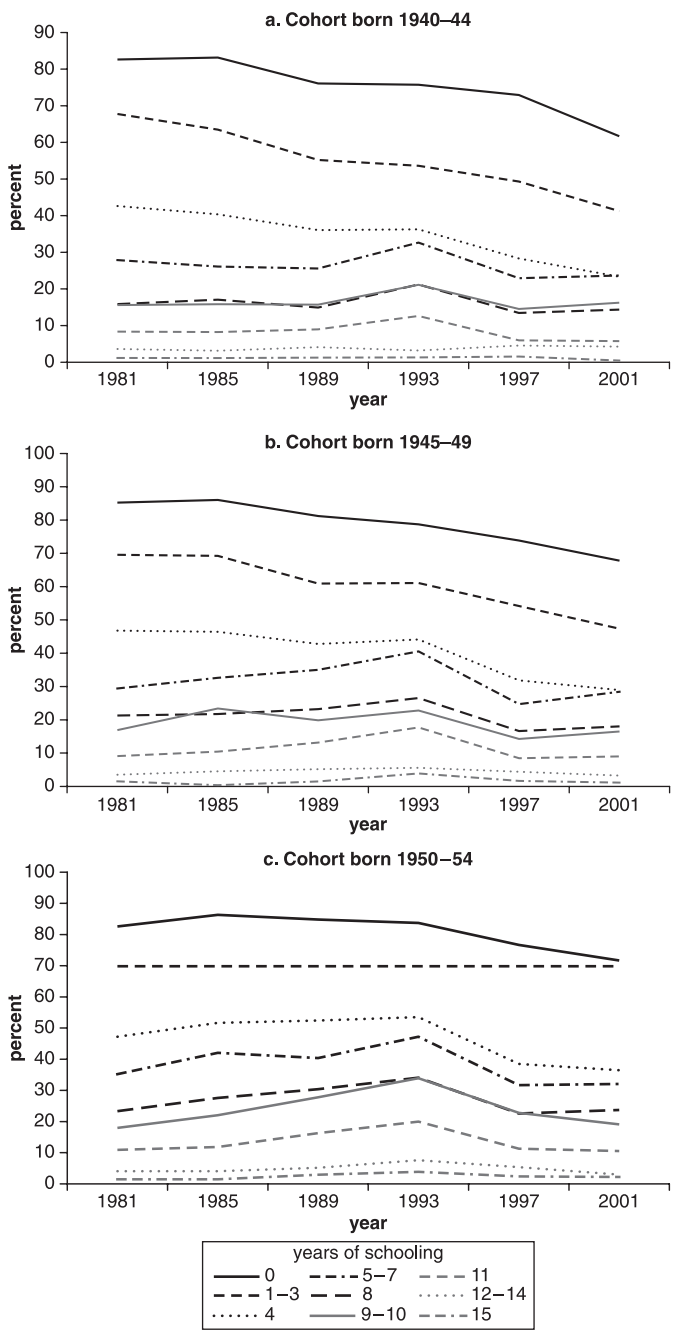 a. Cohort born 1940–44
90
80
70
60
50
40
30
20
10
0
percent
1981 1985 1989 1993 1997 2001
year
b. Cohort born 1945–49
100
90
80
70
60
50
40
30
20
10
0
percent
1981 1985 1989 1993 1997 2001
year
c. Cohort born 1950–54
100
90
80
70
60
50
40
30
20
10
0
percent
1981 1985 1989 1993 1997 2001
year
years of schooling
0 5–7 11
1–3 8 12–14
4 9–10 15